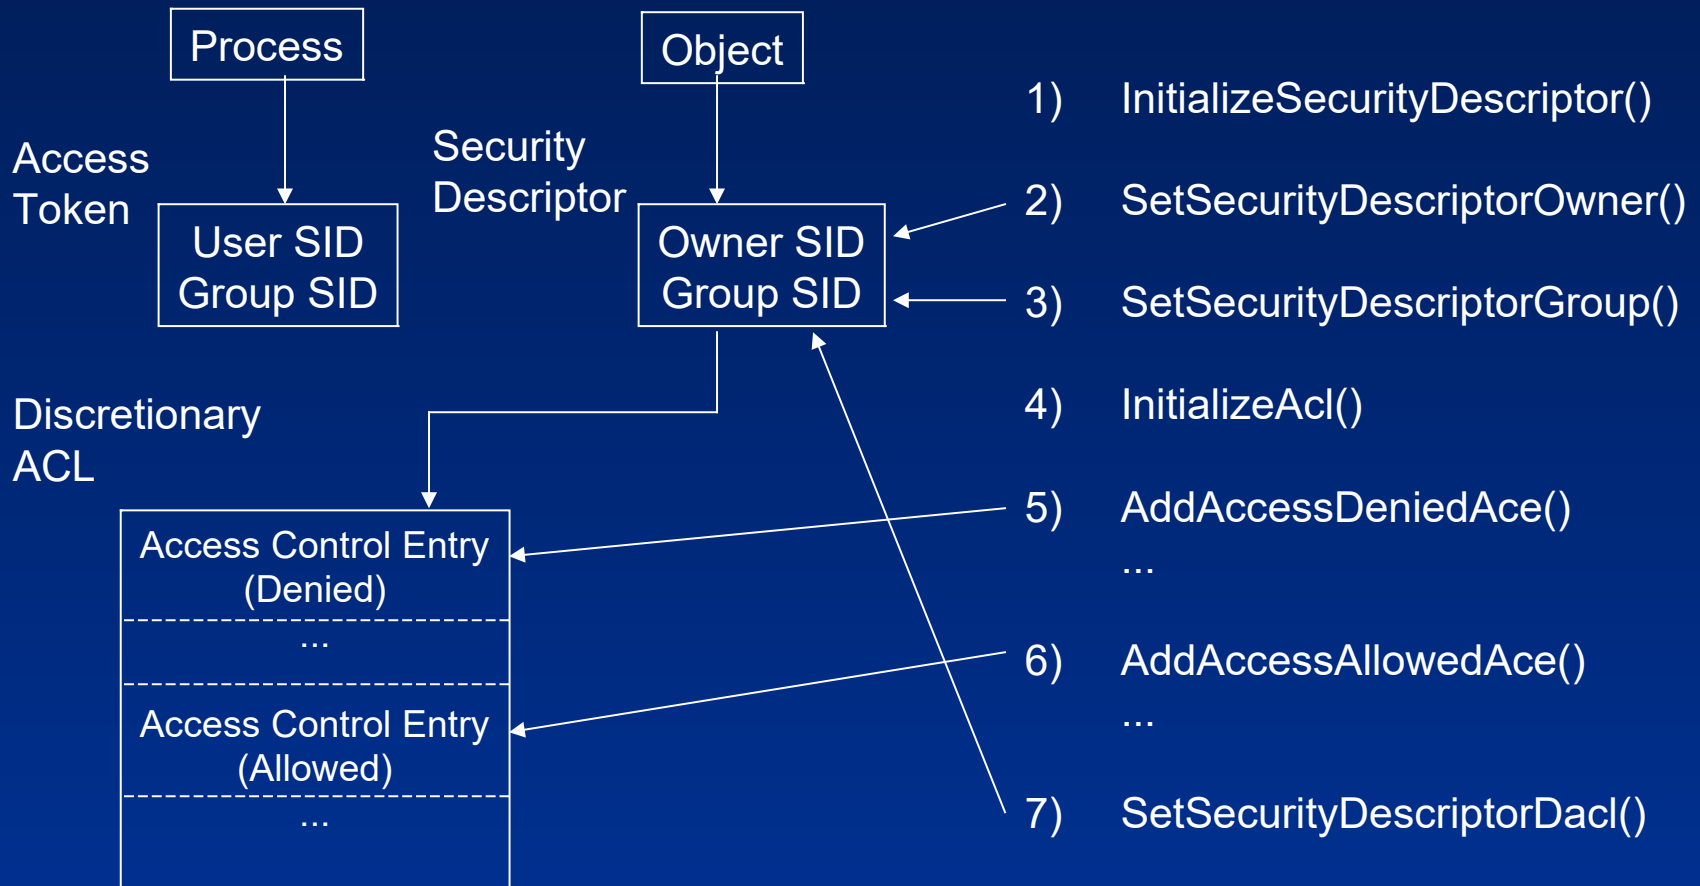 Process
Object
Access
Token
Security
Descriptor
User SID
Group SID
Owner SID
Group SID
Discretionary
ACL
Access Control Entry
(Denied)
...
Access Control Entry
(Allowed)
...
1) InitializeSecurityDescriptor()
2) SetSecurityDescriptorOwner()
3) SetSecurityDescriptorGroup()
4) InitializeAcl()
5) AddAccessDeniedAce()
...
6) AddAccessAllowedAce()
...
7) SetSecurityDescriptorDacl()